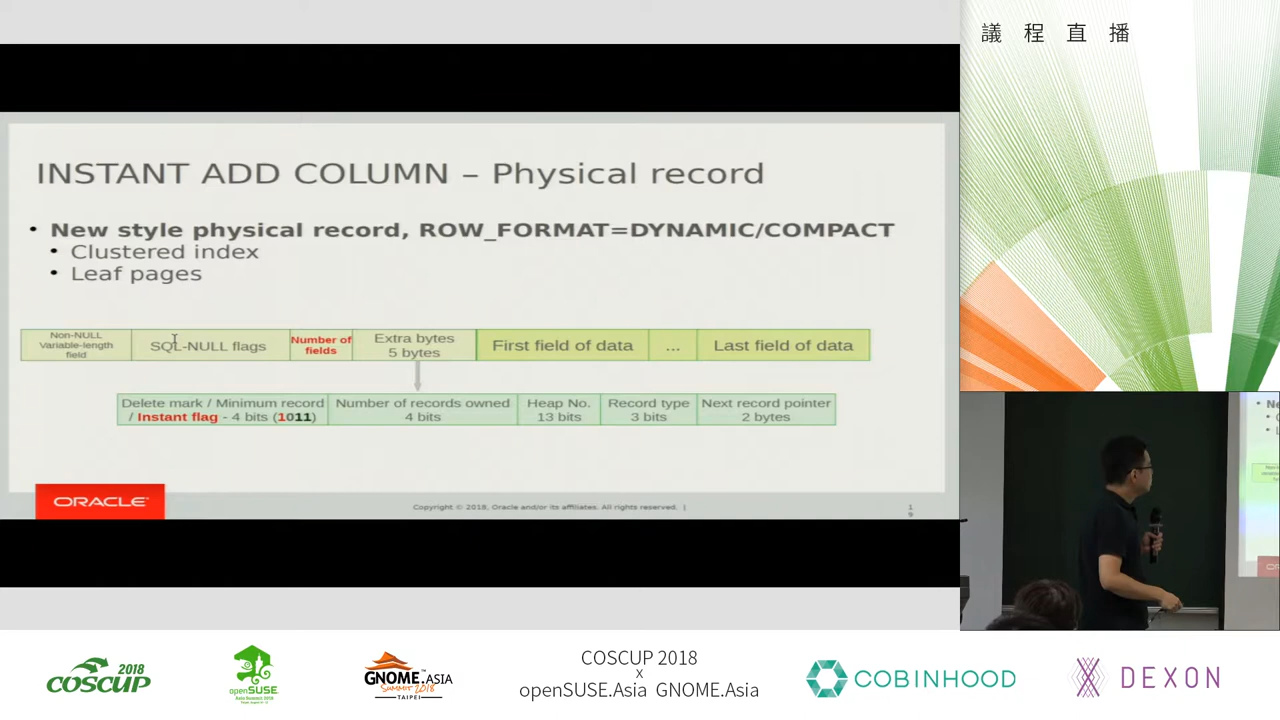 議 程 直 播
INSTANT ADD COLUMN – Physical record
• New style physical record, ROW_FORMAT=DYNAMIC/COMPACT
• Clustered index
• Leaf pages
Non-NULL
Variable-length
field
SQL-NULL flags
Number of
fields
Extra bytes
5 bytes
First field of data
...
Last field of data
Delete mark / Minimum record
/ Instant flag - 4 bits (1011)
Number of records owned
4 bits
Heap No.
13 bits
Record type
3 bits
Next record pointer
2 bytes
ORACLE
Copyright © 2018, Oracle and/or its affiliates. All rights reserved. |
1
9
2018
COSCUP
openSUSE
GNOME.ASIA
SUMMIT 2018
TAIPEI
COSCUP 2018
x
openSUSE.Asia GNOME.Asia
COBINHOOD
DEXON